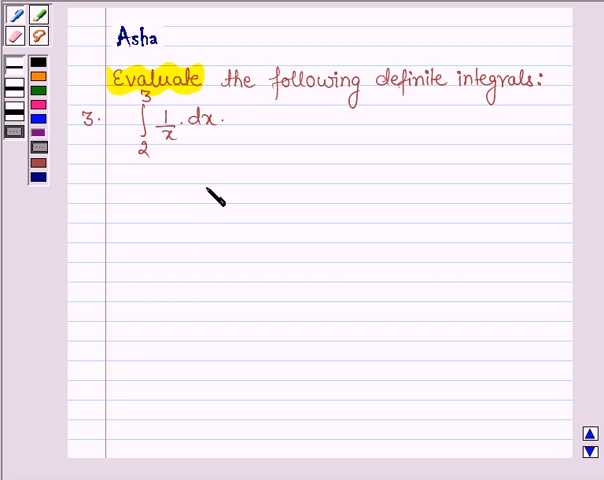 Asha
Evaluate the following definite integrals:
3. ∫₂³ 1/x . dx.